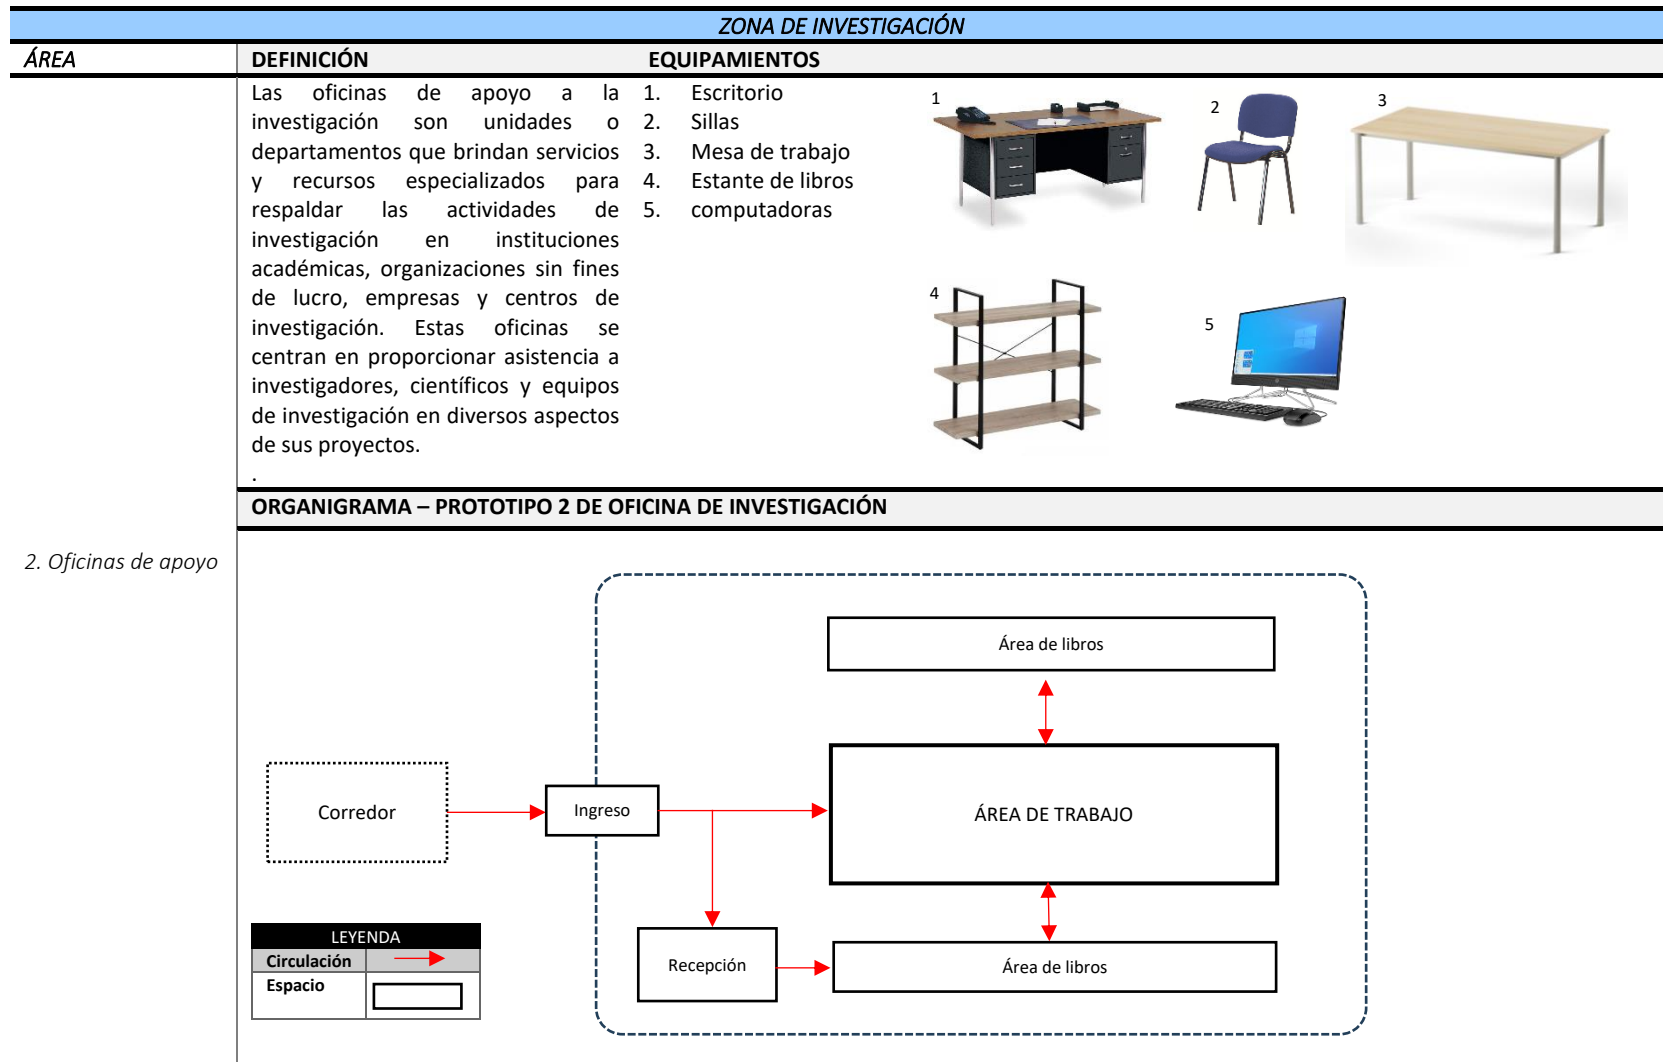 ZONA DE INVESTIGACIÓN
ÁREA
DEFINICIÓN
EQUIPAMIENTOS
Las oficinas de apoyo a la
investigación son unidades o
departamentos que brindan servicios
y recursos especializados para
respaldar las actividades de
investigación en instituciones
académicas, organizaciones sin fines
de lucro, empresas y centros de
investigación. Estas oficinas se
centran en proporcionar asistencia a
investigadores, científicos y equipos
de investigación en diversos aspectos
de sus proyectos.
.
1. Escritorio
2. Sillas
3. Mesa de trabajo
4. Estante de libros
5. computadoras
1
2
3
4
5
ORGANIGRAMA – PROTOTIPO 2 DE OFICINA DE INVESTIGACIÓN
2. Oficinas de apoyo
Área de libros
Corredor
Ingreso
ÁREA DE TRABAJO
Recepción
Área de libros
LEYENDA
Circulación
Espacio